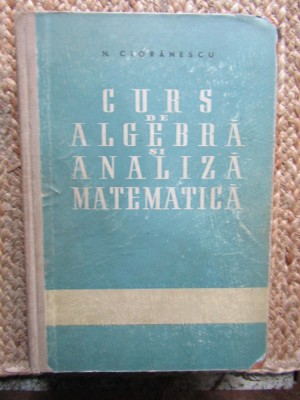 N. CIORĂNESCU
CURS
DE
ALGEBRĂ
ȘI
ANALIZĂ
MATEMATICĂ